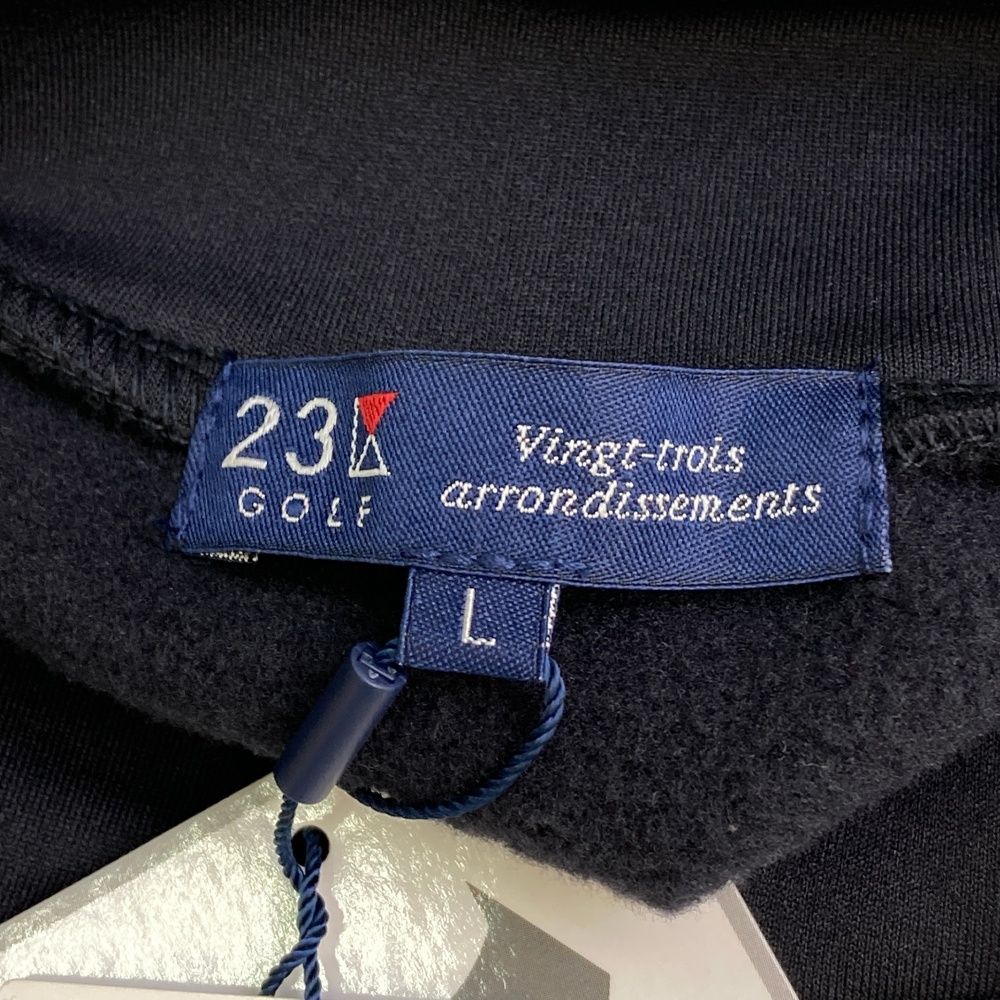 23
GOLF
Vingt-trois
arrondissements
L